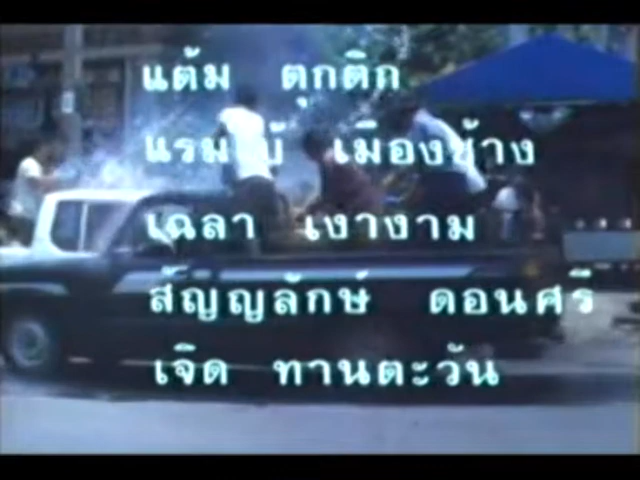 แต้ม ตุ๊กติก
แรมโบ้ เมืองช้าง
เฉลา เงางาม
สัญญลักษ์ ดอนศรี
เจิด ทานตะวัน